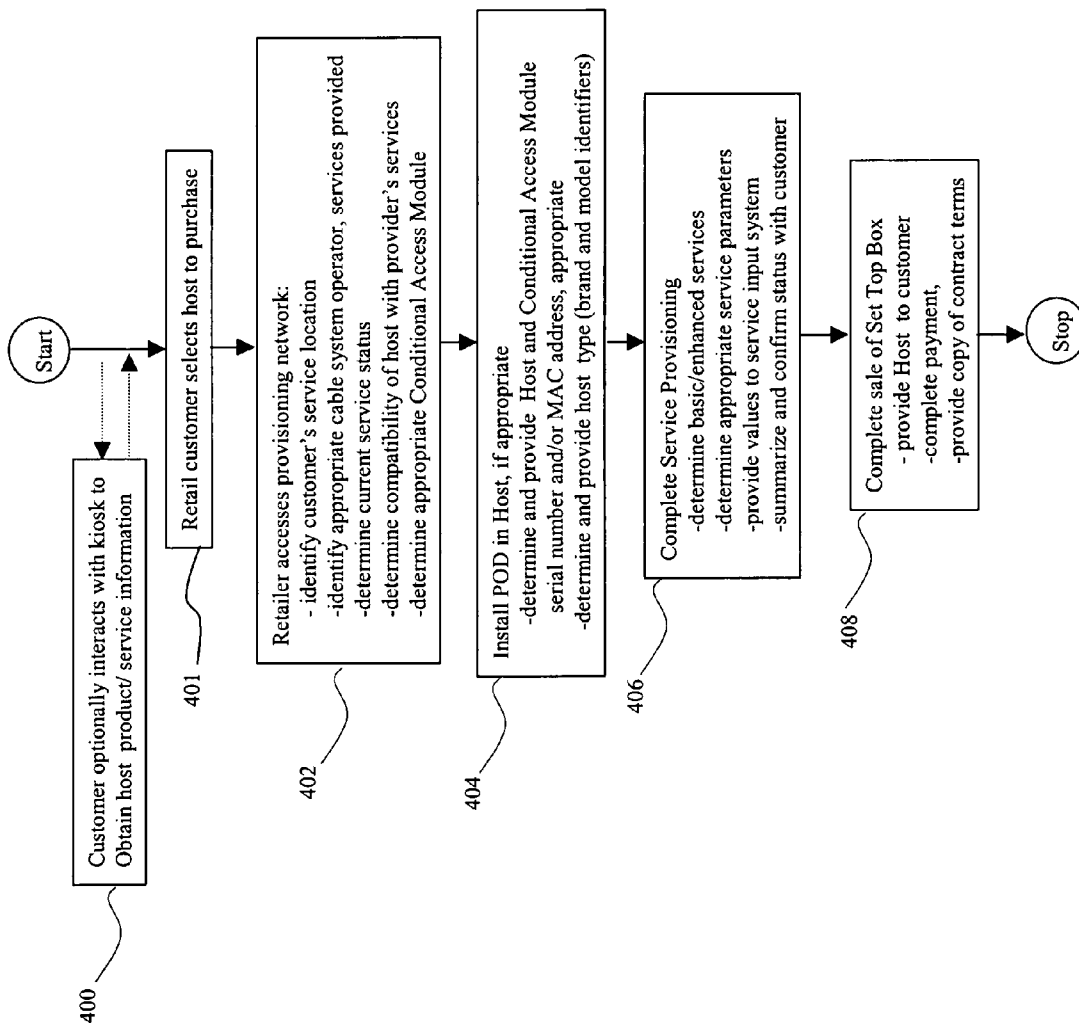 Start
Customer optionally interacts with kiosk to
Obtain host product/ service information
400
Retail customer selects host to purchase
401
Retailer accesses provisioning network:
- identify customer's service location
-identify appropriate cable system operator, services provided
-determine current service status
-determine compatability of host with provider's services
-determine appropriate Conditional Access Module
402
Install POD in Host, if appropriate
-determine and provide Host and Conditional Access Module
serial number and/or MAC address, appropriate
-determine and provide host type (brand and model identifiers)
404
Complete Service Provisioning
-determine basic/enhanced services
-determine appropriate service parameters
-provide values to service input system
-summarize and confirm status with customer
406
Complete sale of Set Top Box
- provide Host to customer
-complete payment,
-provide copy of contract terms
408
Stop